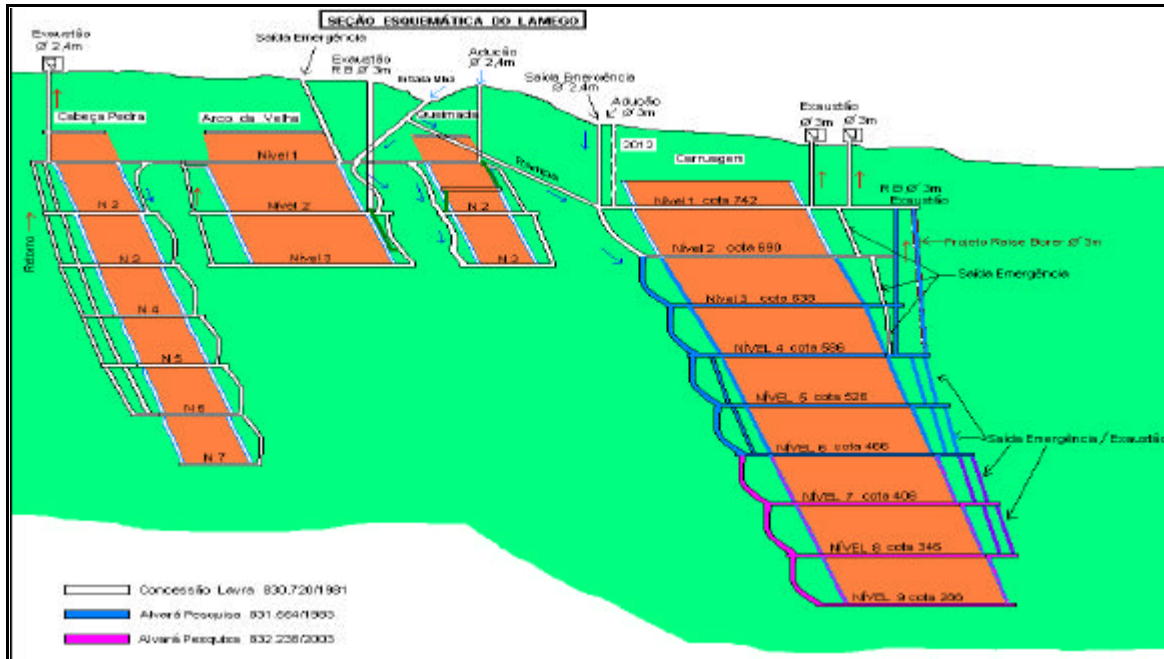 SEÇÃO ESQUEMÁTICA DO LAMEGO
Exaustão
Ø 2,4m
Saída Emergência
Exaustão
R B Ø 3m
Adução
Ø 2,4m
Saída Emergência
Ø 2,4m
Adução
Ø 3m
Exaustão
Ø 3m
Ø 3m
Cabeça Pedra
Arco da Velha
Queimada
2012
Carruagem
Nível 1
Rampa
R B Ø 3m
Exaustão
N 2
Nível 2
N 2
Nível 1 cota 742
Projeto Raise Borer Ø 3m
Retorno
N 3
Nível 3
N 3
Nível 2 cota 690
Saída Emergência
N 4
Nível 3 cota 638
N 5
NÍVEL 4 cota 586
N 6
NÍVEL 5 cota 526
Saída Emergência / Exaustão
N 7
NÍVEL 6 cota 466
NÍVEL 7 cota 406
NÍVEL 8 cota 346
NÍVEL 9 cota 286
Concessão Lavra 830.720/1981
Alvará Pesquisa 831.664/1983
Alvará Pesquisa 832.238/2003